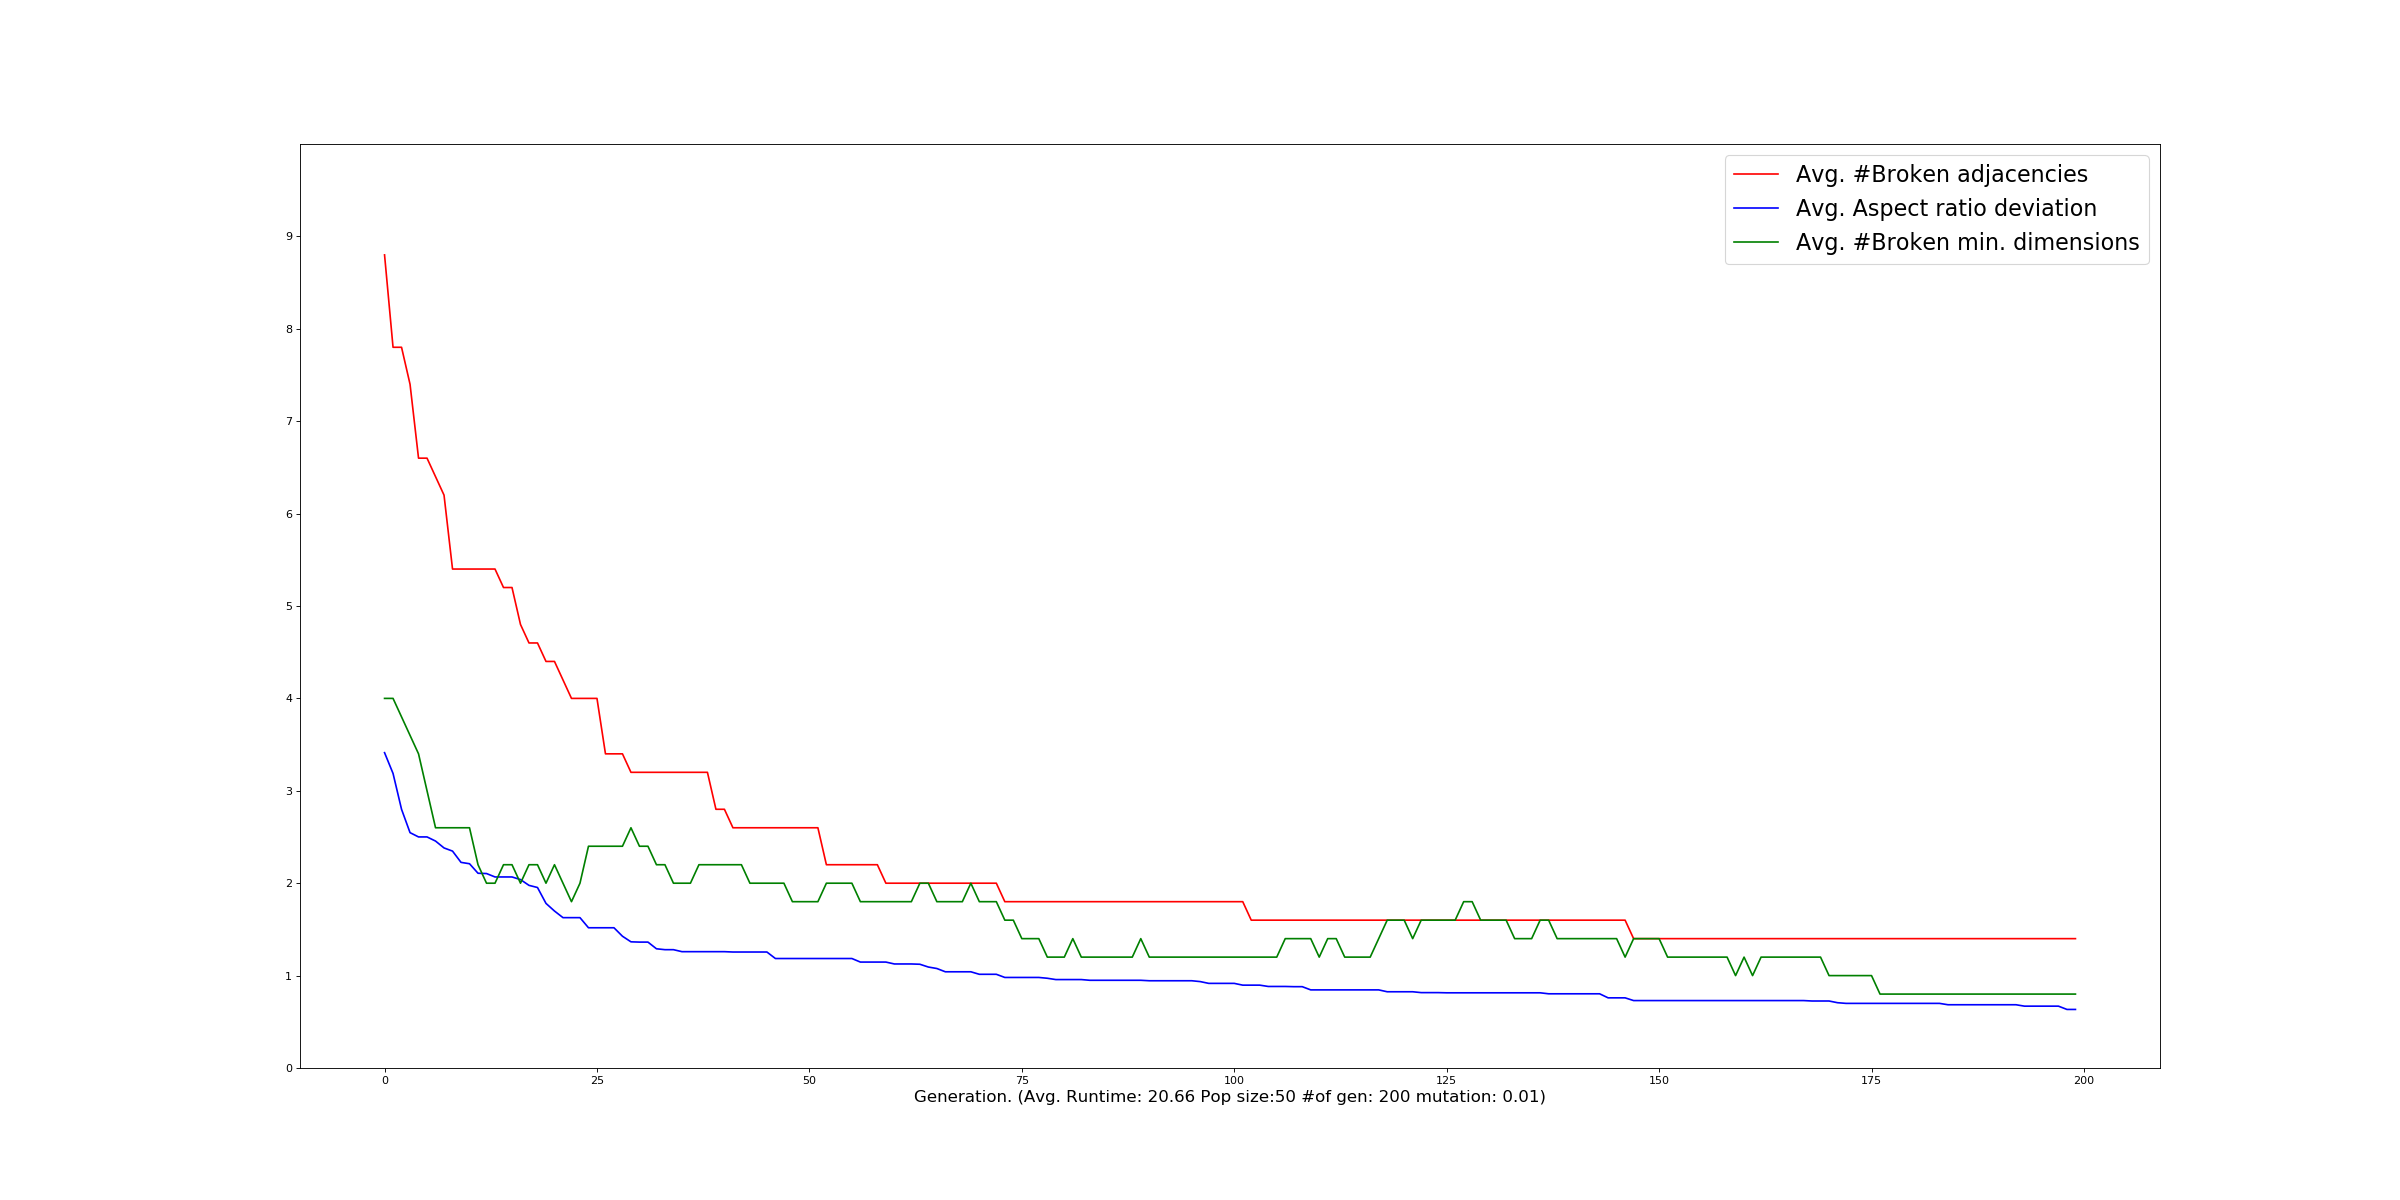 Avg. #Broken adjacencies
Avg. Aspect ratio deviation
Avg. #Broken min. dimensions
9
8
7
6
5
4
3
2
1
0
0 25 50 75 100 125 150 175 200
Generation. (Avg. Runtime: 20.66 Pop size:50 #of gen: 200 mutation: 0.01)